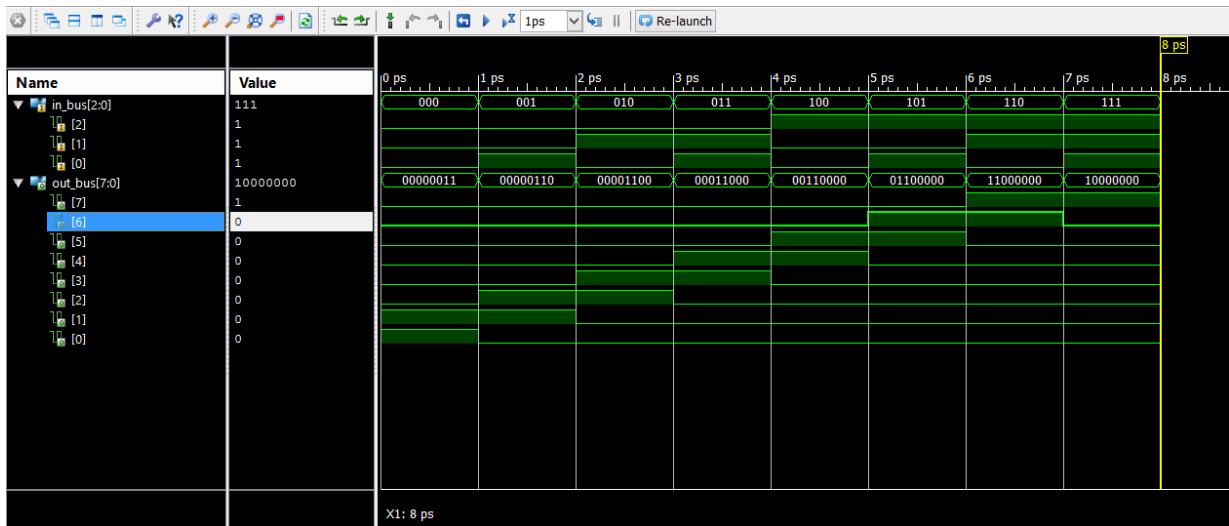 1ps Re-launch
8 ps
Name Value 0 ps 1 ps 2 ps 3 ps 4 ps 5 ps 6 ps 7 ps 8 ps
in_bus[2:0] 111 000 001 010 011 100 101 110 111
[2] 1
[1] 1
[0] 1
out_bus[7:0] 10000000 00000011 00000110 00001100 00011000 00110000 01100000 11000000 10000000
[7] 1
[6] 0
[5] 0
[4] 0
[3] 0
[2] 0
[1] 0
[0] 0
X1: 8 ps